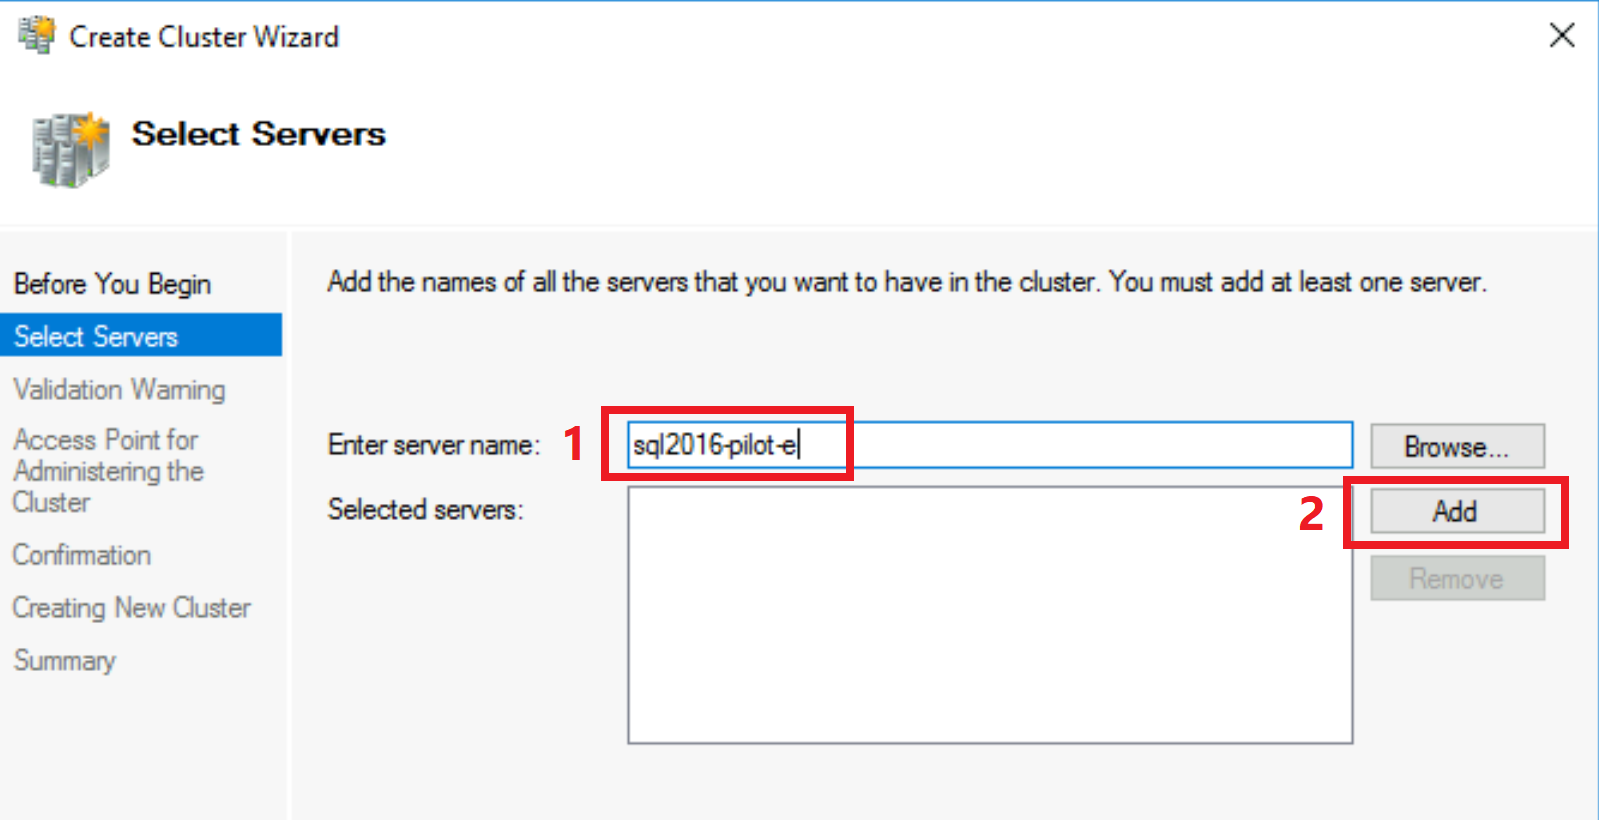 Create Cluster Wizard
Select Servers
Before You Begin
Select Servers
Validation Warning
Access Point for
Administering the
Cluster
Confirmation
Creating New Cluster
Summary
Add the names of all the servers that you want to have in the cluster. You must add at least one server.
Enter server name: 1 sql2016-pilot-e Browse...
Selected servers: 2 Add
Remove